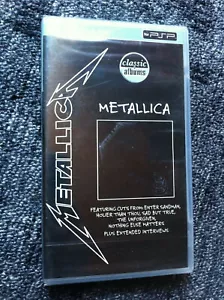 PSP
classic
albums
METALLICA
METALLICA
FEATURING CUTS FROM ENTER SANDMAN,
HOLIER THAN THOU, SAD BUT TRUE,
THE UNFORGIVEN,
NOTHING ELSE MATTERS
PLUS EXTENDED INTERVIEWS